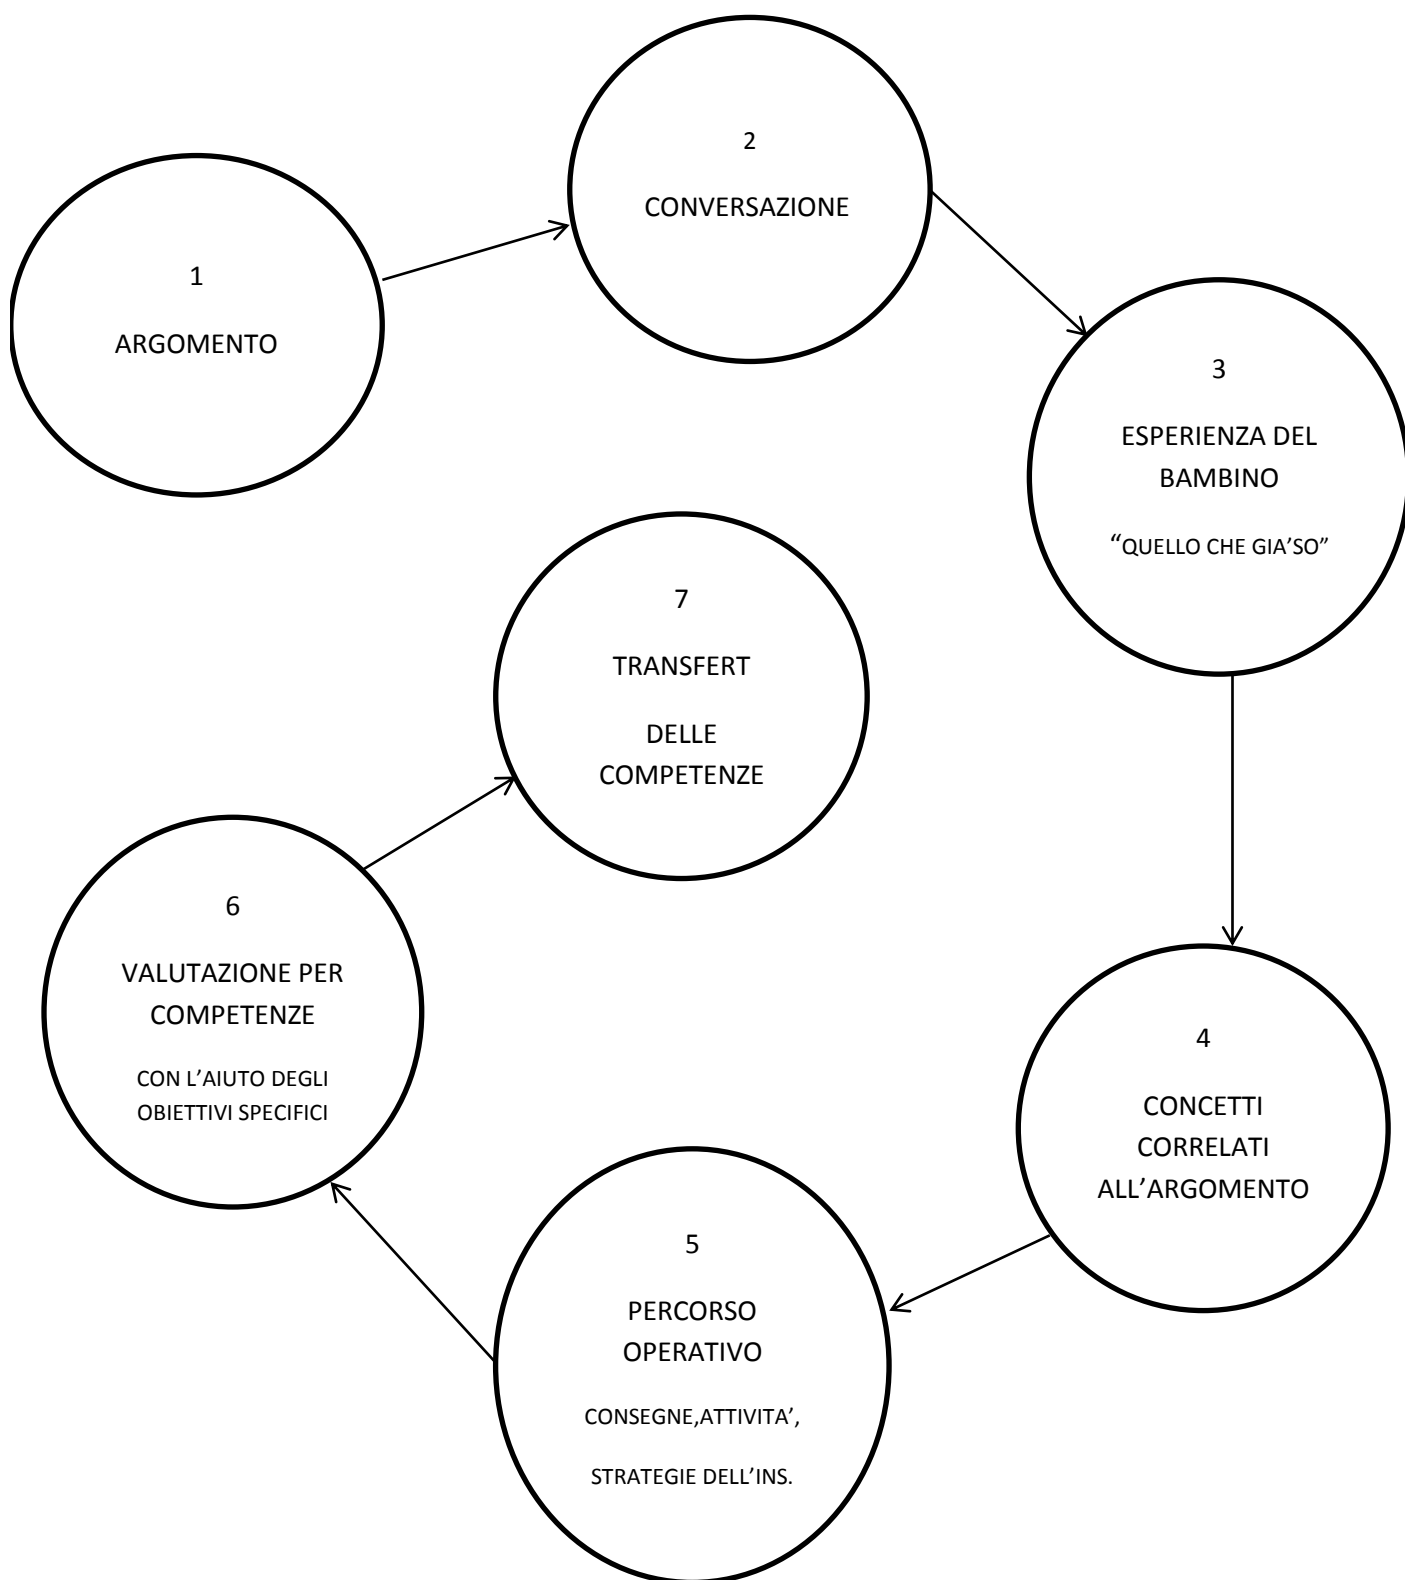 1
ARGOMENTO
2
CONVERSAZIONE
3
ESPERIENZA DEL
BAMBINO
“QUELLO CHE GIA’SO”
4
CONCETTI
CORRELATI
ALL’ARGOMENTO
5
PERCORSO
OPERATIVO
CONSEGNE,ATTIVITA’,
STRATEGIE DELL’INS.
6
VALUTAZIONE PER
COMPETENZE
CON L’AIUTO DEGLI
OBIETTIVI SPECIFICI
7
TRANSFERT
DELLE
COMPETENZE